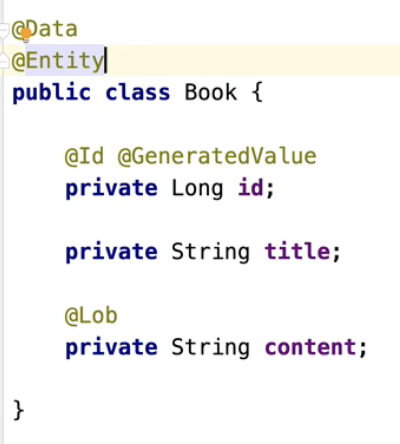 @Data
@Entity
public class Book {
@Id @GeneratedValue
private Long id;
private String title;
@Lob
private String content;
}